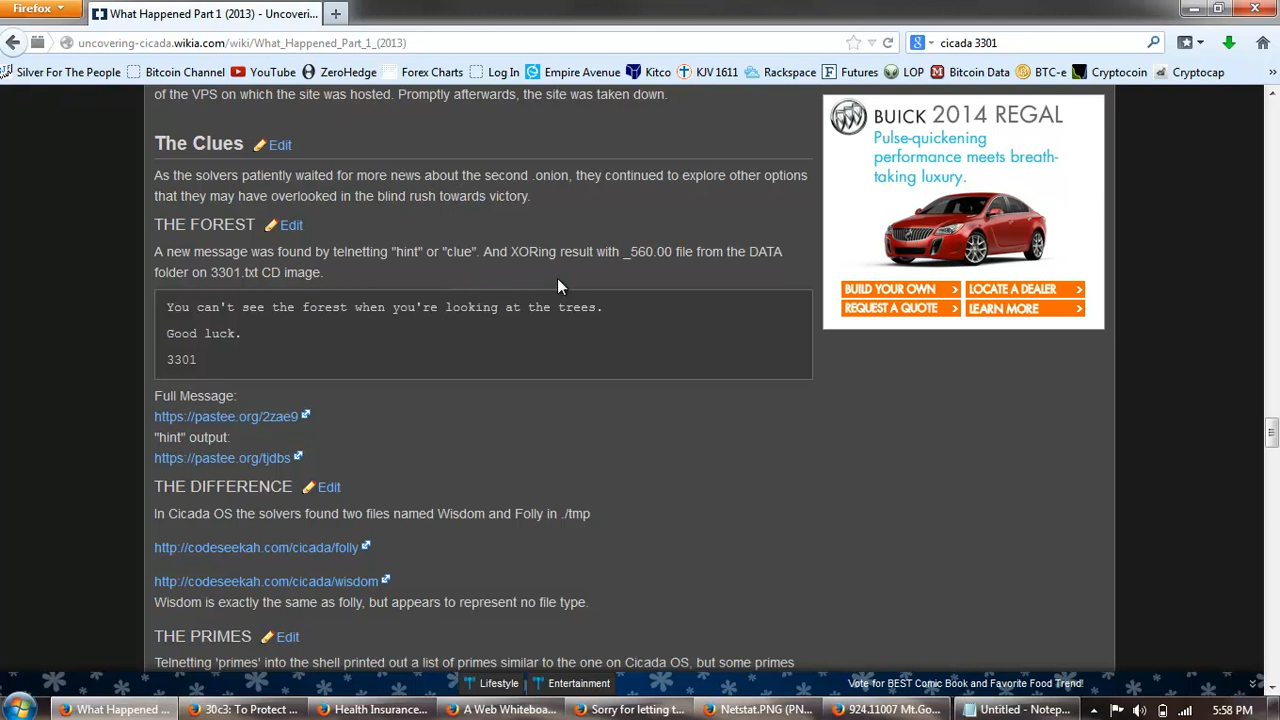 Firefox
What Happened Part 1 (2013) - Uncoveri...
uncovering-cicada.wikia.com/wiki/What_Happened_Part_1_(2013)
cicada 3301
Silver For The People
Bitcoin Channel
YouTube
ZeroHedge
Forex Charts
Log In
Empire Avenue
Kitco
KJV 1611
Rackspace
Futures
LOP
Bitcoin Data
BTC-e
Cryptocoin
Cryptocap
»
of the VPS on which the site was hosted. Promptly afterwards, the site was taken down.
The Clues Edit
As the solvers patiently waited for more news about the second .onion, they continued to explore other options
that they may have overlooked in the blind rush towards victory.
THE FOREST Edit
A new message was found by telnetting "hint" or "clue". And XORing result with _560.00 file from the DATA
folder on 3301.txt CD image.
You can't see the forest when you're looking at the trees.
Good luck.
3301
Full Message:
https://pastee.org/2zae9
"hint" output:
https://pastee.org/tjdbs
THE DIFFERENCE Edit
In Cicada OS the solvers found two files named Wisdom and Folly in ./tmp
http://codeseekah.com/cicada/folly
http://codeseekah.com/cicada/wisdom
Wisdom is exactly the same as folly, but appears to represent no file type.
THE PRIMES Edit
Telnetting 'primes' into the shell printed out a list of primes similar to the one on Cicada OS, but some primes
BUICK 2014 REGAL
Pulse-quickening
performance meets breath-
taking luxury.
BUILD YOUR OWN >
LOCATE A DEALER >
REQUEST A QUOTE >
LEARN MORE >
Lifestyle
Entertainment
Vote for BEST Comic Book and Favorite Food Trend!
What Happened ...
30c3: To Protect ...
Health Insurance...
A Web Whiteboa...
Sorry for letting t...
Netstat.PNG (PN...
924.11007 Mt.Go...
Untitled - Notep...
5:58 PM